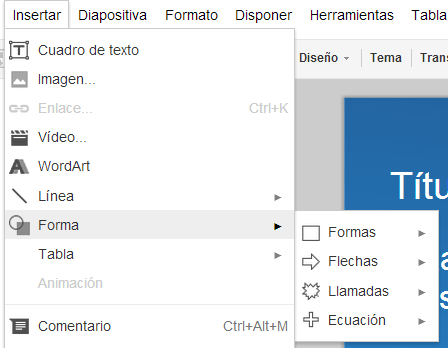 Insertar Diapositiva Formato Disponer Herramientas Tabla
Diseño Tema Trans
Cuadro de texto
Imagen...
Enlace... Ctrl+K
Vídeo...
WordArt
Línea
Forma
Tabla
Animación
Comentario Ctrl+Alt+M
Formas
Flechas
Llamadas
Ecuación
Títu